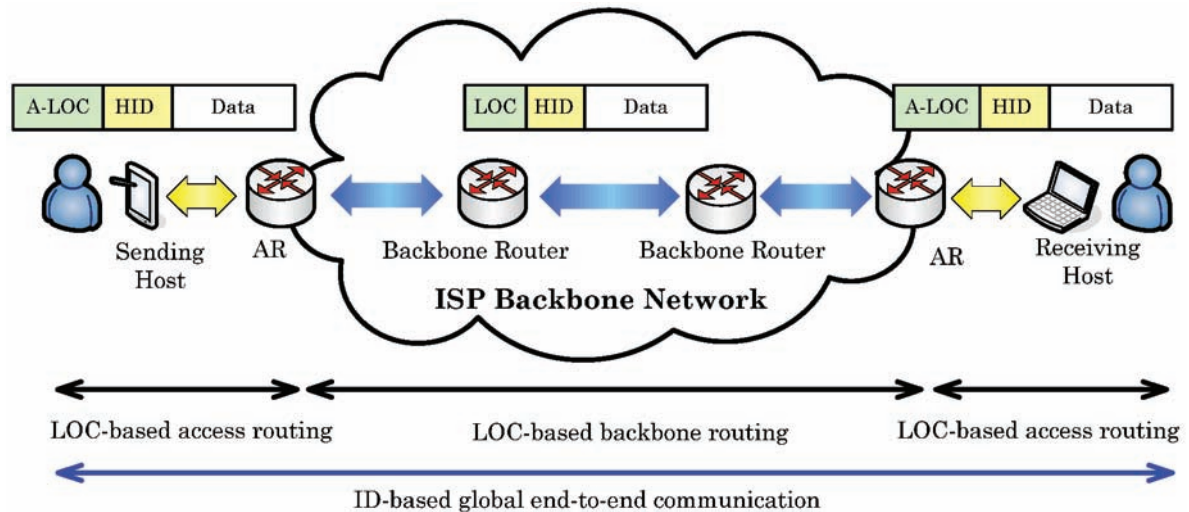 A-LOC HID Data
LOC HID Data
A-LOC HID Data
Sending
Host
AR
Backbone Router
Backbone Router
AR
Receiving
Host
ISP Backbone Network
LOC-based access routing
LOC-based backbone routing
LOC-based access routing
ID-based global end-to-end communication